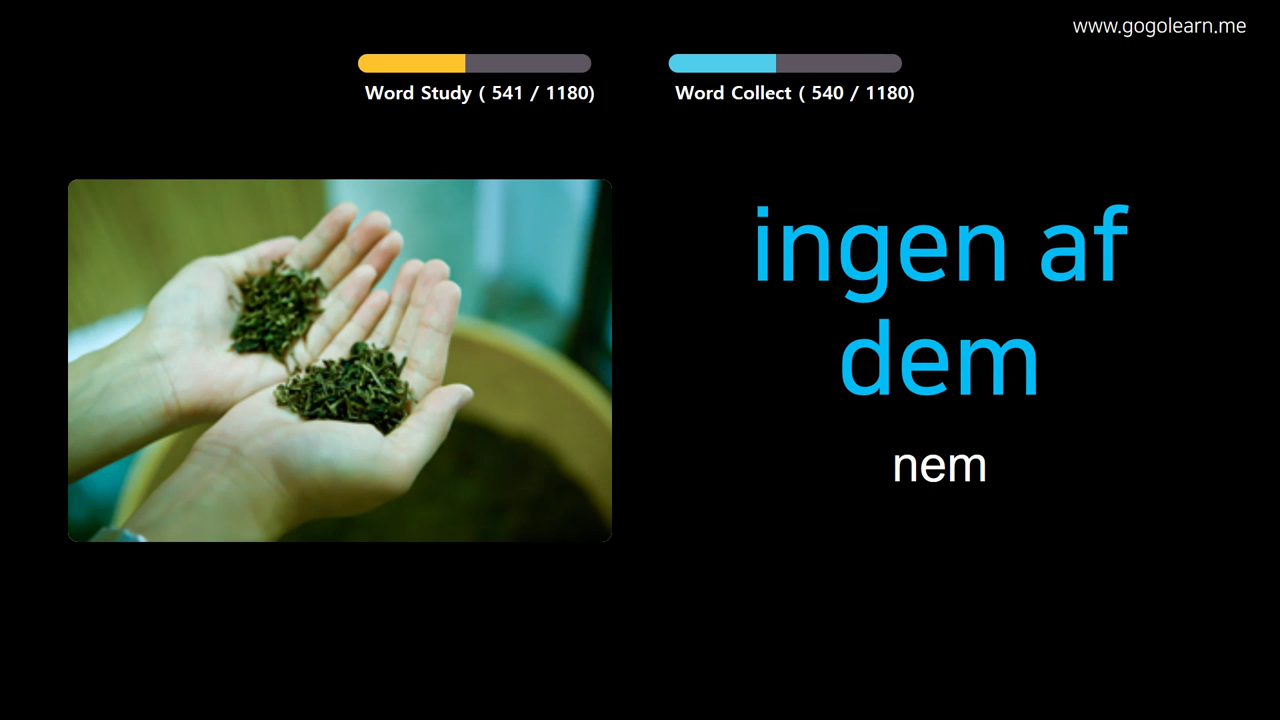 www.gogolearn.me
Word Study ( 541 / 1180)
Word Collect ( 540 / 1180)
ingen af
dem
nem